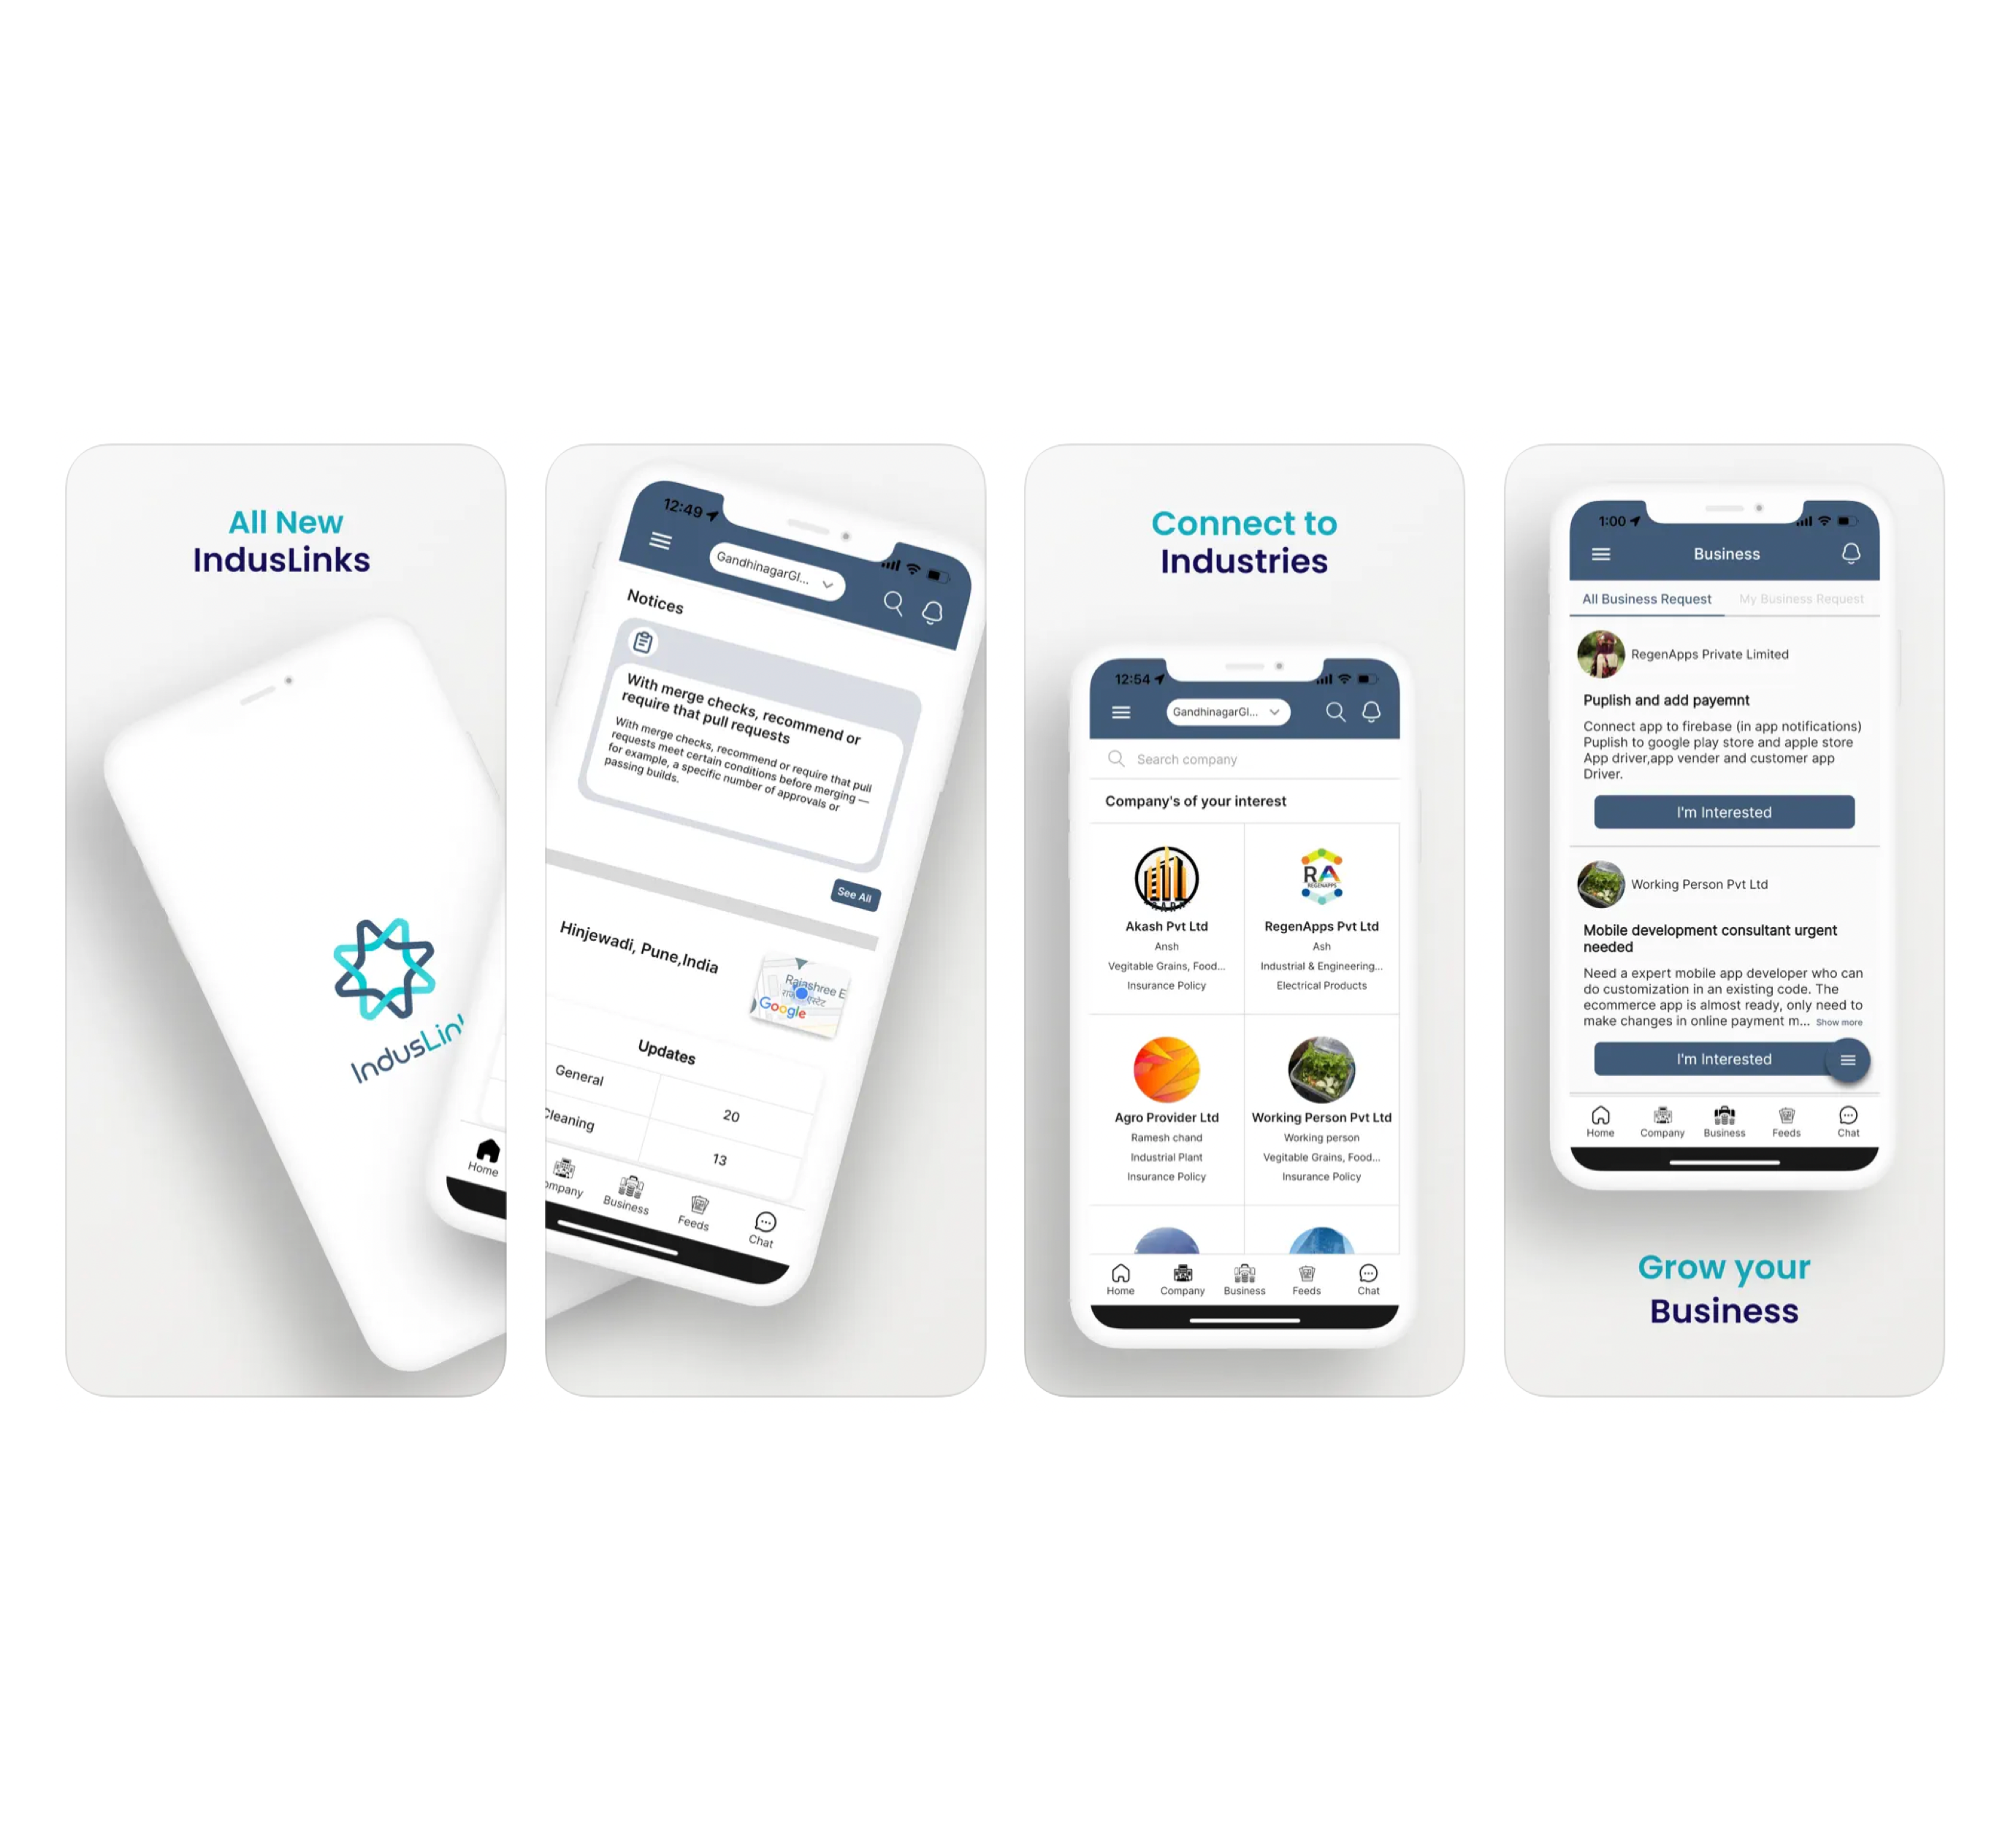 All New
IndusLinks
IndusLin
Home
12:49
GandhinagarGl...
Notices
With merge checks, recommend or
require that pull requests
With merge checks, recommend or require that pull
requests meet certain conditions before merging —
for example, a specific number of approvals or
passing builds.
See All
Hinjewadi, Pune,India
Rajashree E
Google
Updates
General
20
Cleaning
13
ompany
Business
Feeds
Chat
Connect to
Industries
12:54
GandhinagarGl...
Search company
Company's of your interest
RA
REGENAPPS
Akash Pvt Ltd
RegenApps Pvt Ltd
Ansh
Ash
Vegitable Grains, Food...
Industrial & Engineering...
Insurance Policy
Electrical Products
Agro Provider Ltd
Working Person Pvt Ltd
Ramesh chand
Working person
Industrial Plant
Vegitable Grains, Food...
Insurance Policy
Insurance Policy
Home
Company
Business
Feeds
Chat
1:00
Business
All Business Request
My Business Request
RegenApps Private Limited
Puplish and add payemnt
Connect app to firebase (in app notifications)
Puplish to google play store and apple store
App driver,app vender and customer app
Driver.
I'm Interested
Working Person Pvt Ltd
Mobile development consultant urgent
needed
Need a expert mobile app developer who can
do customization in an existing code. The
ecommerce app is almost ready, only need to
make changes in online payment m... Show more
I'm Interested
Home
Company
Business
Feeds
Chat
Grow your
Business